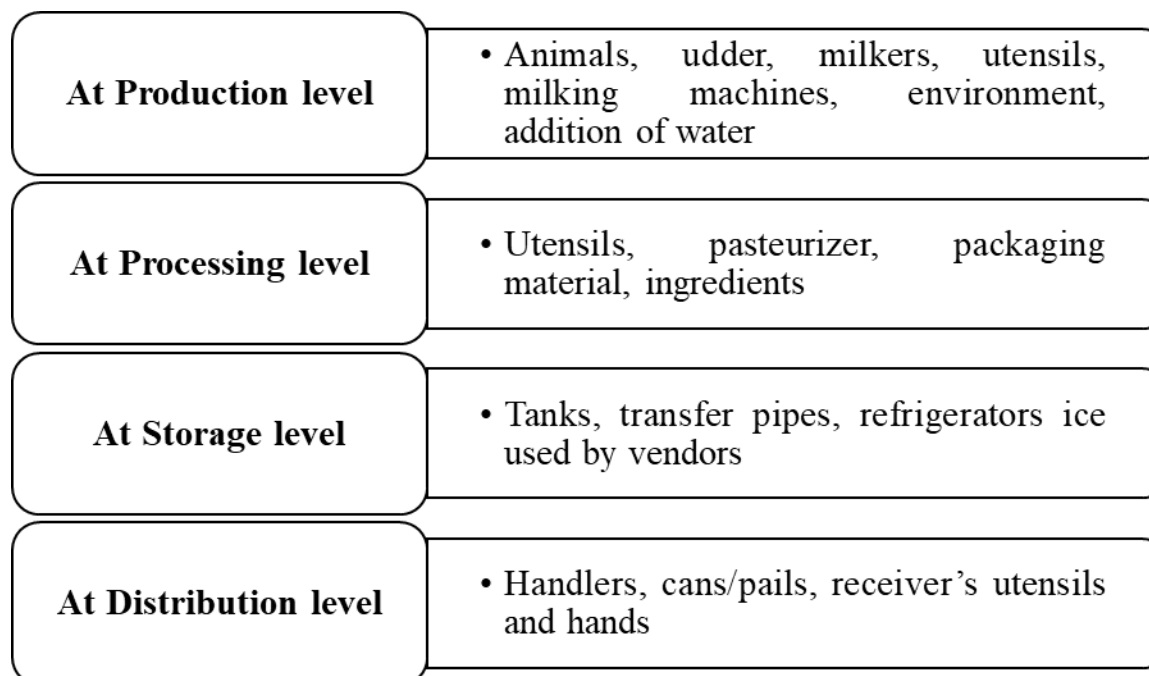 At Production level
• Animals, udder, milkers, utensils,
milking machines, environment,
addition of water
At Processing level
• Utensils, pasteurizer, packaging
material, ingredients
At Storage level
• Tanks, transfer pipes, refrigerators ice
used by vendors
At Distribution level
• Handlers, cans/pails, receiver’s utensils
and hands